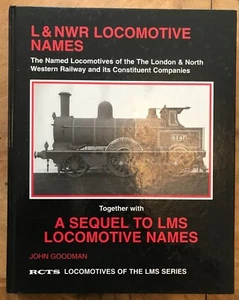 L & NWR LOCOMOTIVE
NAMES
The Named Locomotives of the The London & North
Western Railway and Its Constituent Companies
Together with
A SEQUEL TO LMS
LOCOMOTIVE NAMES
JOHN GOODMAN
RCTS LOCOMOTIVES OF THE LMS SERIES